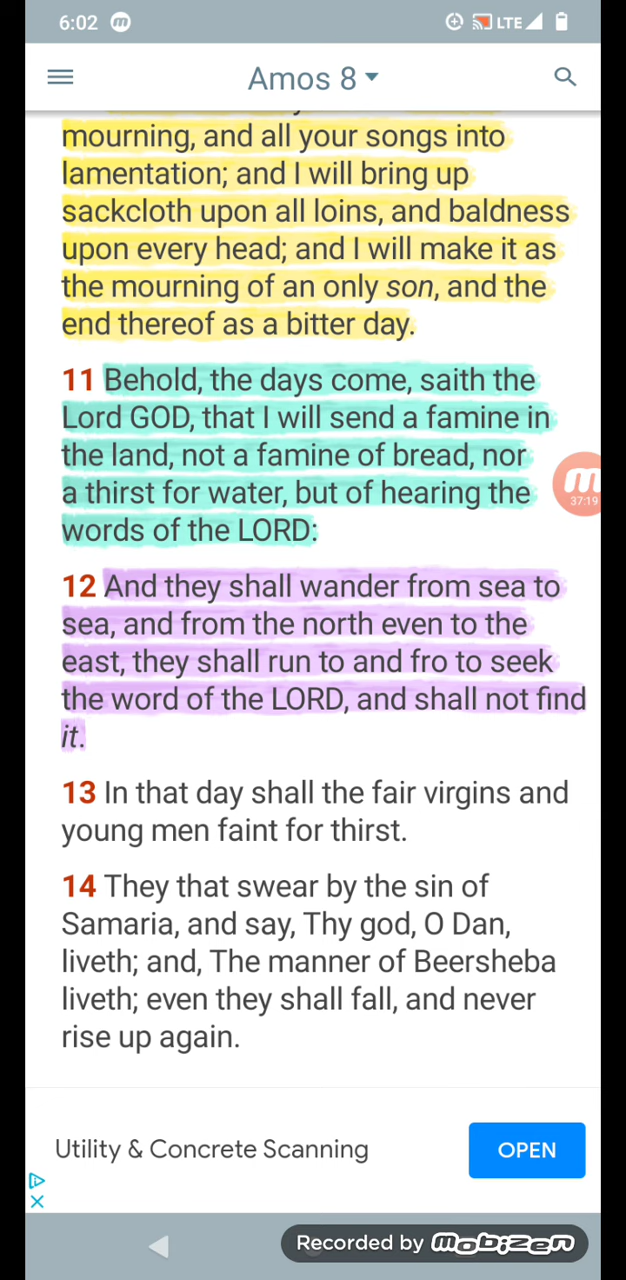 6:02
LTE
Amos 8
mourning, and all your songs into
lamentation; and I will bring up
sackcloth upon all loins, and baldness
upon every head; and I will make it as
the mourning of an only son, and the
end thereof as a bitter day.
11 Behold, the days come, saith the
Lord GOD, that I will send a famine in
the land, not a famine of bread, nor
a thirst for water, but of hearing the
words of the LORD:
37:19
12 And they shall wander from sea to
sea, and from the north even to the
east, they shall run to and fro to seek
the word of the LORD, and shall not find
it.
13 In that day shall the fair virgins and
young men faint for thirst.
14 They that swear by the sin of
Samaria, and say, Thy god, O Dan,
liveth; and, The manner of Beersheba
liveth; even they shall fall, and never
rise up again.
Utility & Concrete Scanning
OPEN
Recorded by mobizen